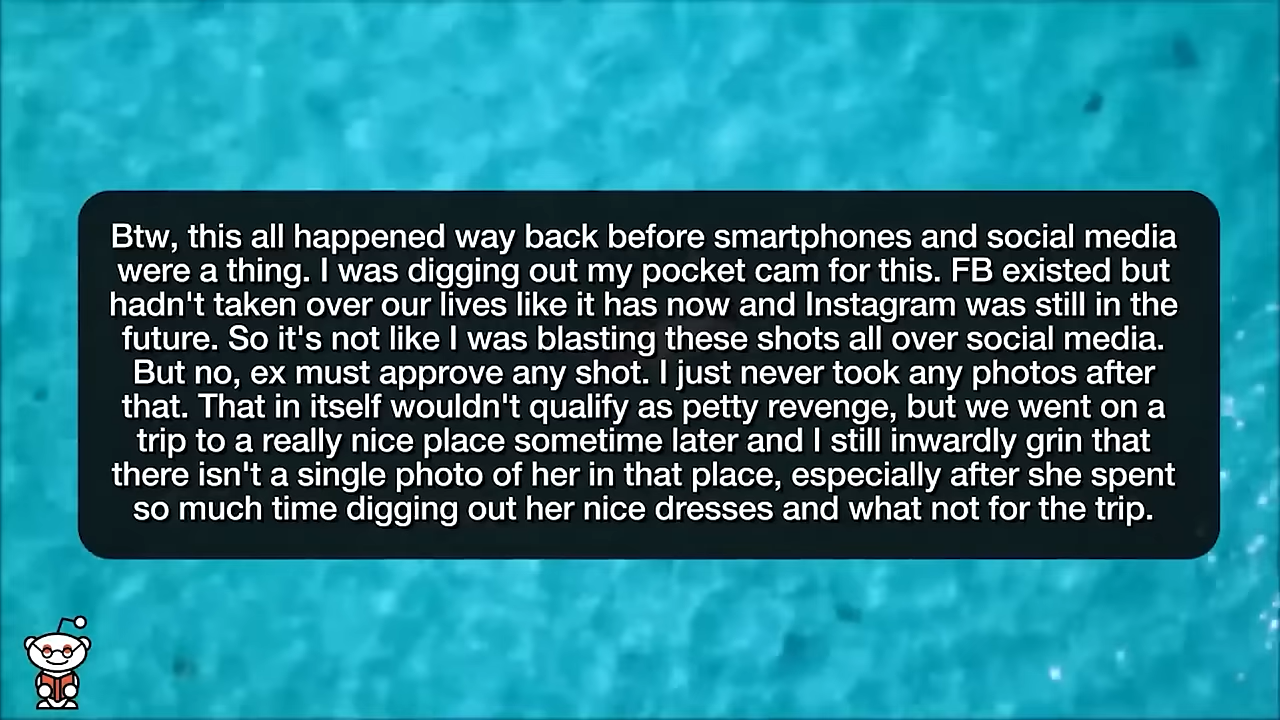 Btw, this all happened way back before smartphones and social media
were a thing. I was digging out my pocket cam for this. FB existed but
hadn't taken over our lives like it has now and Instagram was still in the
future. So it's not like I was blasting these shots all over social media.
But no, ex must approve any shot. I just never took any photos after
that. That in itself wouldn't qualify as petty revenge, but we went on a
trip to a really nice place sometime later and I still inwardly grin that
there isn't a single photo of her in that place, especially after she spent
so much time digging out her nice dresses and what not for the trip.